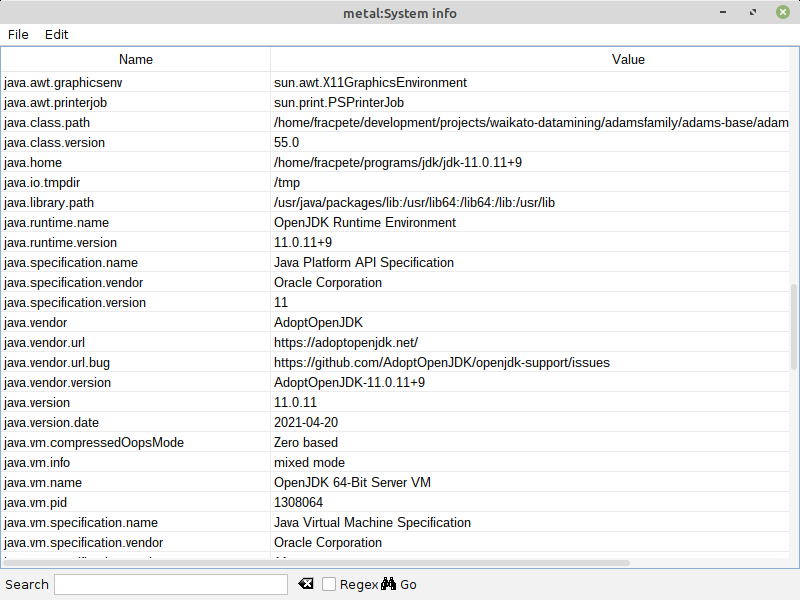 metal:System info
File Edit
Name Value
java.awt.graphicsenv sun.awt.X11GraphicsEnvironment
java.awt.printerjob sun.print.PSPrinterJob
java.class.path /home/fracpete/development/projects/waikato-datamining/adamsfamily/adams-base/adam
java.class.version 55.0
java.home /home/fracpete/programs/jdk/jdk-11.0.11+9
java.io.tmpdir /tmp
java.library.path /usr/java/packages/lib:/usr/lib64:/lib64:/lib:/usr/lib
java.runtime.name OpenJDK Runtime Environment
java.runtime.version 11.0.11+9
java.specification.name Java Platform API Specification
java.specification.vendor Oracle Corporation
java.specification.version 11
java.vendor AdoptOpenJDK
java.vendor.url https://adoptopenjdk.net/
java.vendor.url.bug https://github.com/AdoptOpenJDK/openjdk-support/issues
java.vendor.version AdoptOpenJDK-11.0.11+9
java.version 11.0.11
java.version.date 2021-04-20
java.vm.compressedOopsMode Zero based
java.vm.info mixed mode
java.vm.name OpenJDK 64-Bit Server VM
java.vm.pid 1308064
java.vm.specification.name Java Virtual Machine Specification
java.vm.specification.vendor Oracle Corporation
Search Regex Go